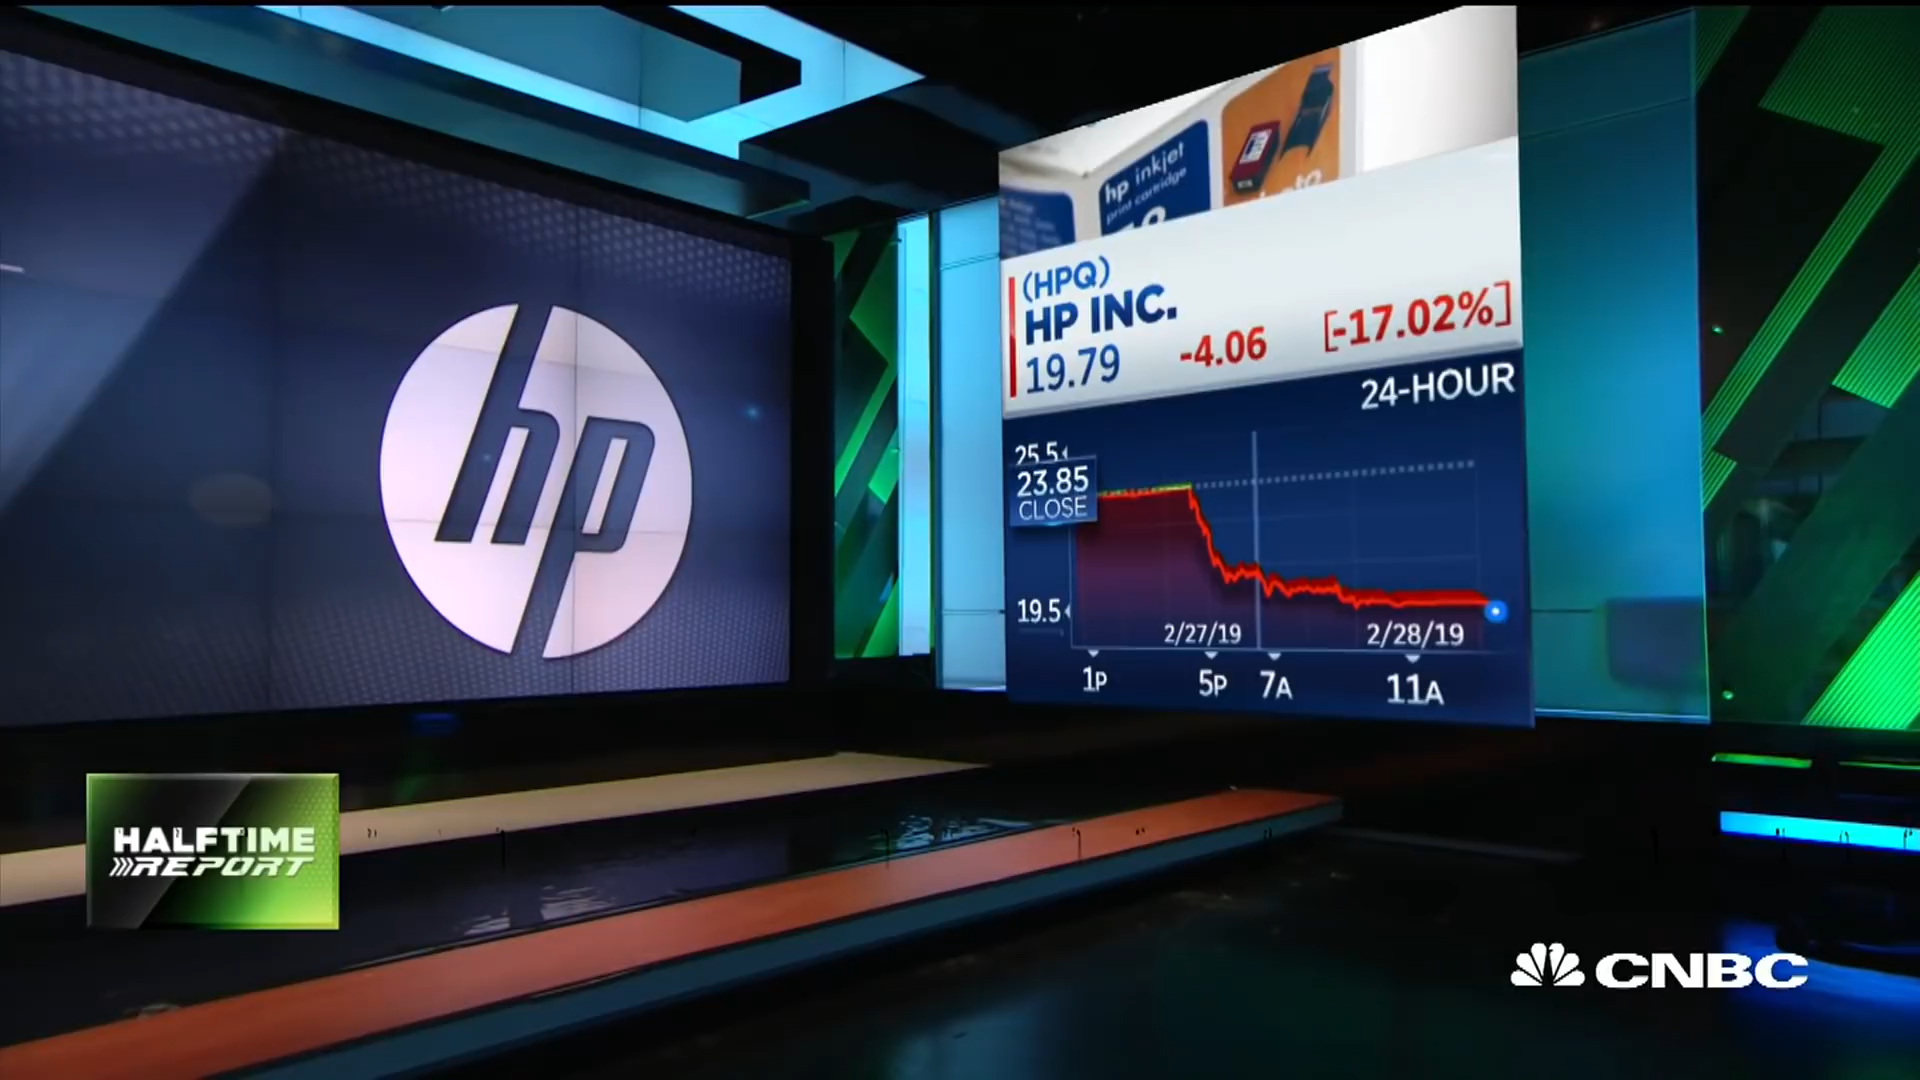 hp
hp inkjet
print cartridge
(HPQ)
HP INC.
19.79 -4.06 [-17.02%]
24-HOUR
25.5
23.85
CLOSE
19.5
2/27/19 2/28/19
1P 5P 7A 11A
HALFTIME
REPORT
CNBC